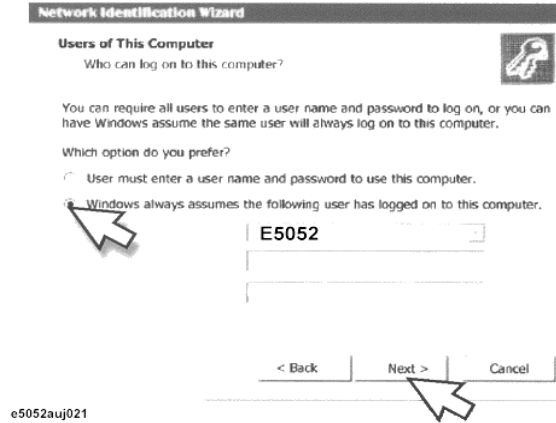 Network Identification Wizard
Users of This Computer
Who can log on to this computer?
You can require all users to enter a user name and password to log on, or you can
have Windows assume the same user will always log on to this computer.
Which option do you prefer?
User must enter a user name and password to use this computer.
Windows always assumes the following user has logged on to this computer.
E5052
< Back Next > Cancel
e5052auj021